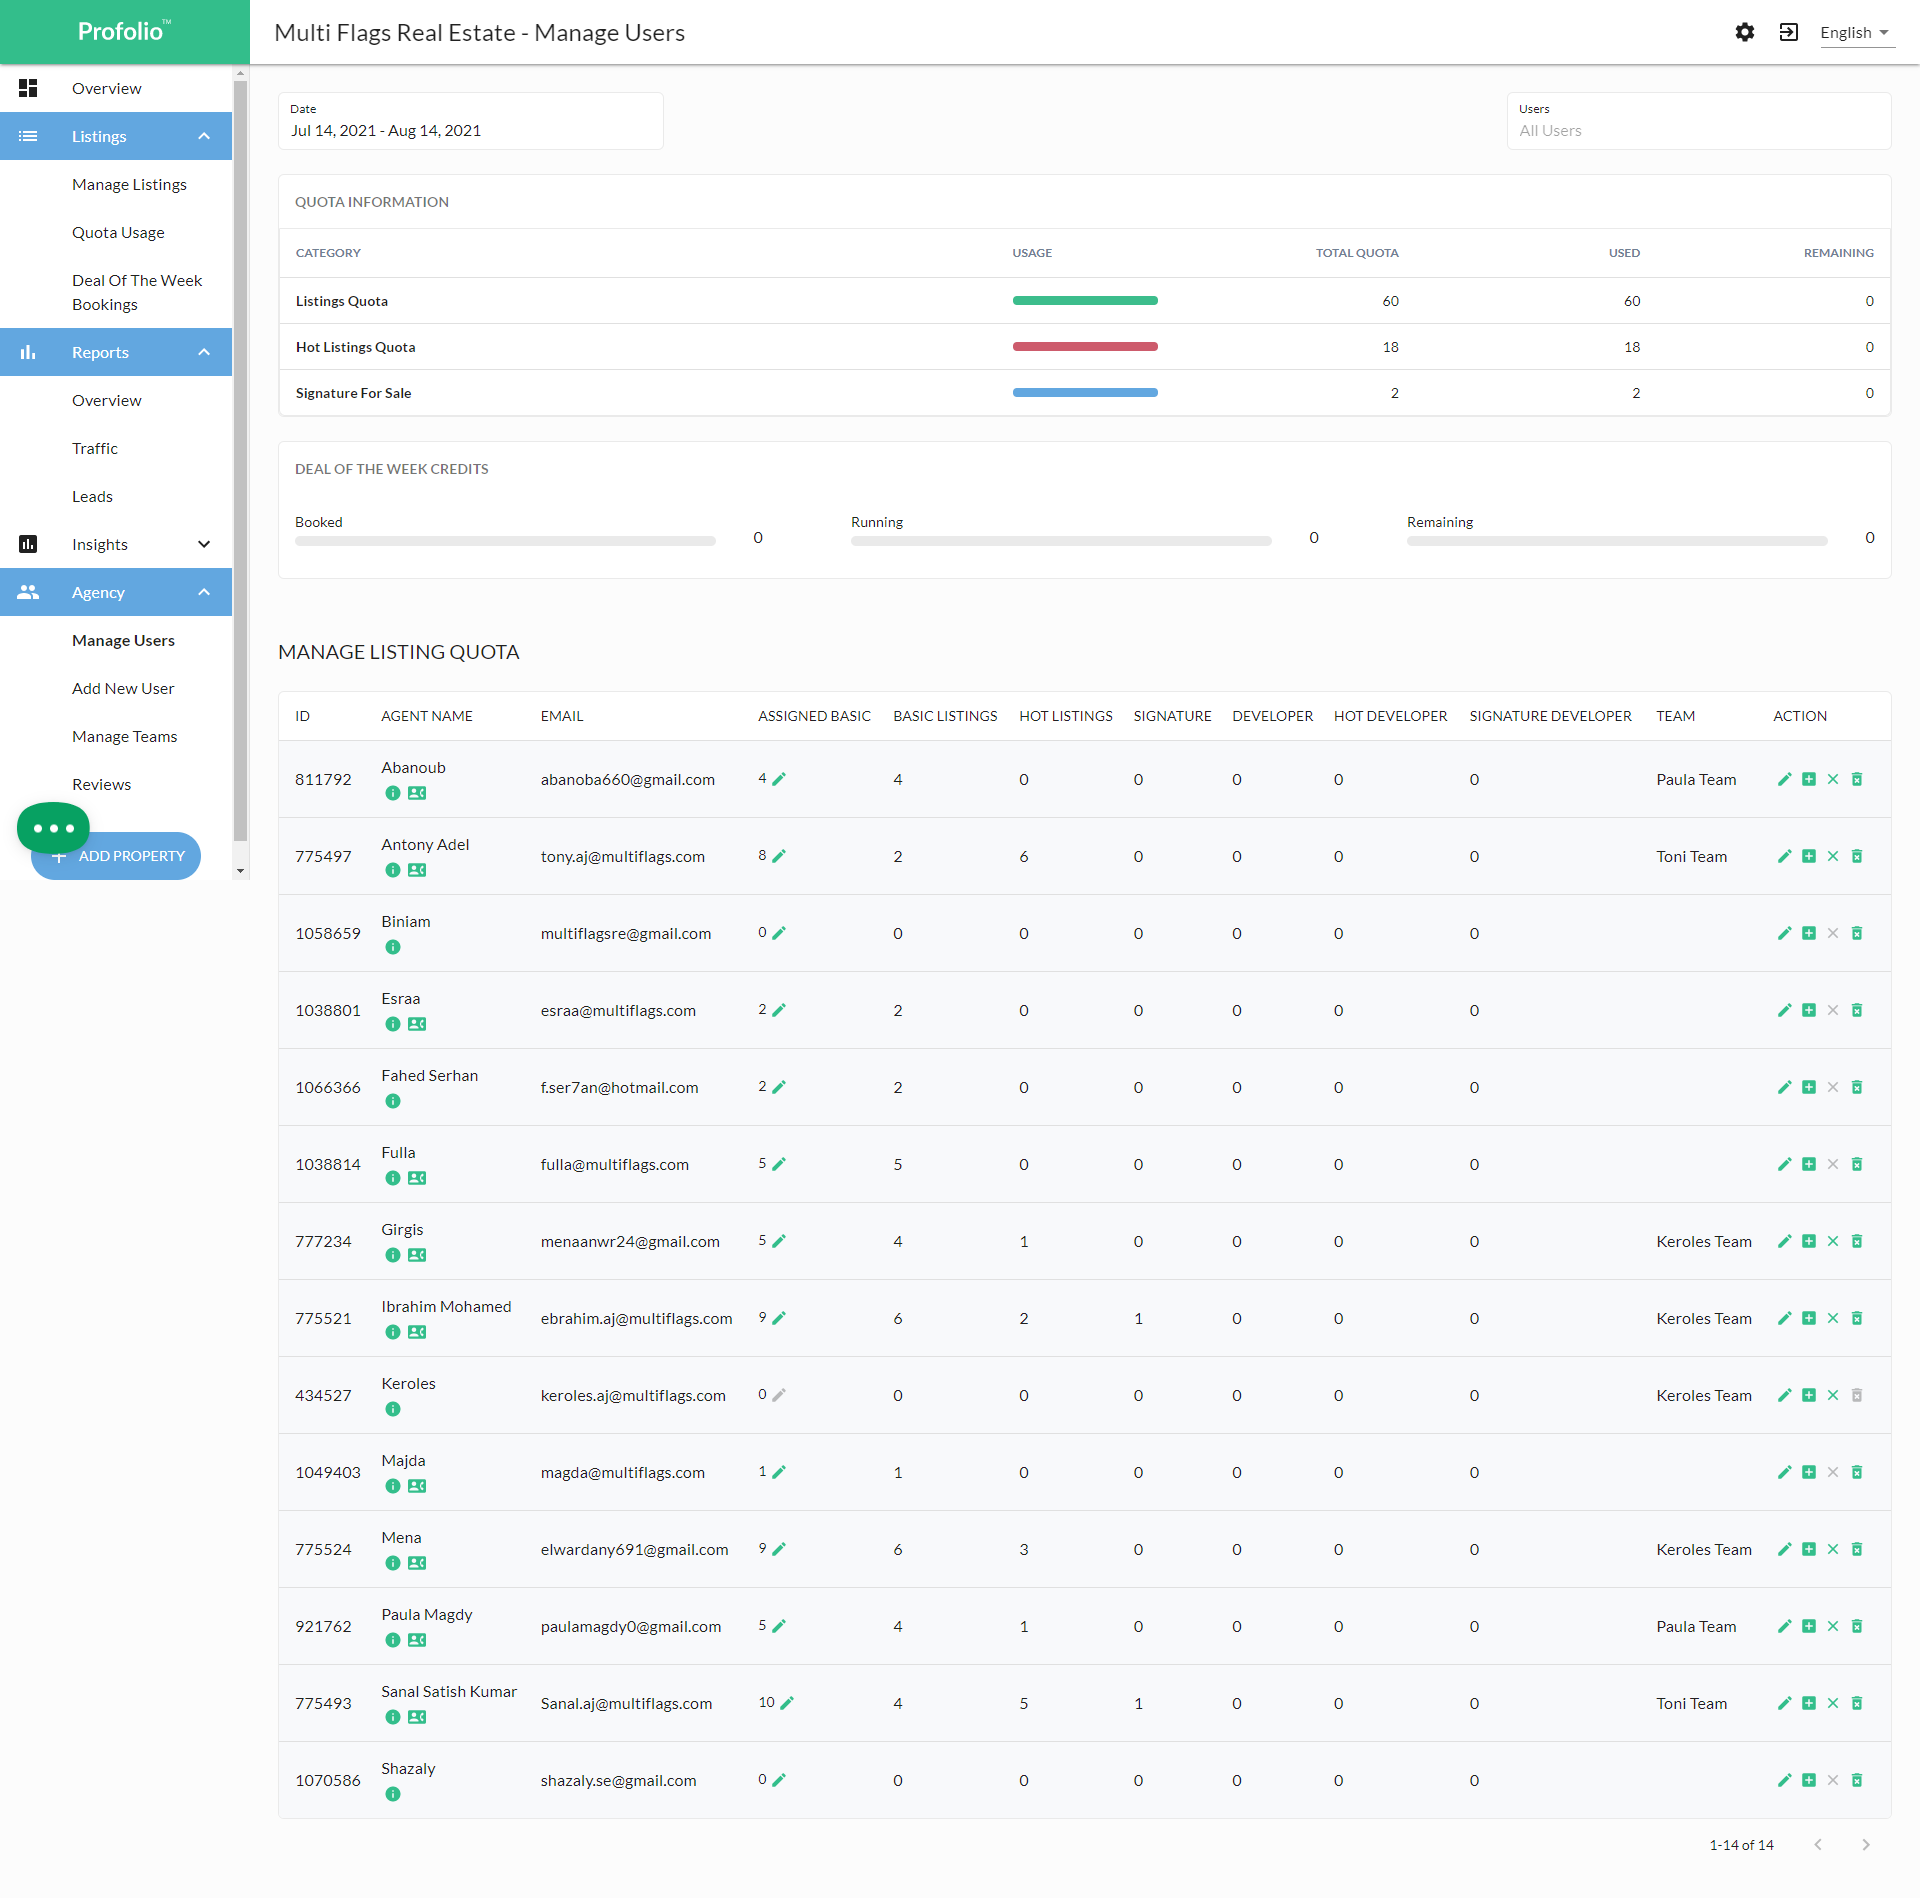 Profolio™
Multi Flags Real Estate - Manage Users
English
Overview
Listings
Manage Listings
Quota Usage
Deal Of The Week
Bookings
Reports
Overview
Traffic
Leads
Insights
Agency
Manage Users
Add New User
Manage Teams
Reviews
ADD PROPERTY
Date
Jul 14, 2021 - Aug 14, 2021
Users
All Users
QUOTA INFORMATION
CATEGORY USAGE TOTAL QUOTA USED REMAINING
Listings Quota 60 60 0
Hot Listings Quota 18 18 0
Signature For Sale 2 2 0
DEAL OF THE WEEK CREDITS
Booked 0 Running 0 Remaining 0
MANAGE LISTING QUOTA
ID AGENT NAME EMAIL ASSIGNED BASIC BASIC LISTINGS HOT LISTINGS SIGNATURE DEVELOPER HOT DEVELOPER SIGNATURE DEVELOPER TEAM ACTION
811792 Abanoub abanoba660@gmail.com 4 4 0 0 0 0 0 Paula Team
775497 Antony Adel tony.aj@multiflags.com 8 2 6 0 0 0 0 Toni Team
1058659 Biniam multiflagsre@gmail.com 0 0 0 0 0 0 0
1038801 Esraa esraa@multiflags.com 2 2 0 0 0 0 0
1066366 Fahed Serhan f.ser7an@hotmail.com 2 2 0 0 0 0 0
1038814 Fulla fulla@multiflags.com 5 5 0 0 0 0 0
777234 Girgis menaanwr24@gmail.com 5 4 1 0 0 0 0 Keroles Team
775521 Ibrahim Mohamed ebrahim.aj@multiflags.com 9 6 2 1 0 0 0 Keroles Team
434527 Keroles keroles.aj@multiflags.com 0 0 0 0 0 0 0 Keroles Team
1049403 Majda magda@multiflags.com 1 1 0 0 0 0 0
775524 Mena elwardany691@gmail.com 9 6 3 0 0 0 0 Keroles Team
921762 Paula Magdy paulamagdy0@gmail.com 5 4 1 0 0 0 0 Paula Team
775493 Sanal Satish Kumar Sanal.aj@multiflags.com 10 4 5 1 0 0 0 Toni Team
1070586 Shazaly shazaly.se@gmail.com 0 0 0 0 0 0 0
1-14 of 14